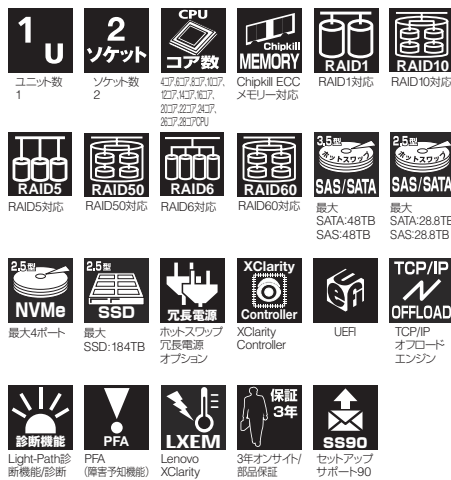 1
U
ユニット数
1
2
ソケット
ソケット数
2
CPU
コア数
4コア,6コア,8コア,10コア,
12コア,14コア,16コア,
20コア,22コア,24コア,
26コア,28コアCPU
Chipkill
MEMORY
Chipkill ECC
メモリー対応
RAID1
RAID1対応
RAID10
RAID10対応
RAID5
RAID5対応
RAID50
RAID50対応
RAID6
RAID6対応
RAID60
RAID60対応
3.5型
ホットスワップ
SAS/SATA
最大
SATA:48TB
SAS:48TB
2.5型
ホットスワップ
SAS/SATA
最大
SATA:28.8TB
SAS:28.8TB
2.5型
NVMe
最大4ポート
2.5型
SSD
最大
SSD:184TB
冗長電源
ホットスワップ
冗長電源
オプション
XClarity
Controller
XClarity
Controller
UEFI
TCP/IP
OFFLOAD
TCP/IP
オフロード
エンジン
診断機能
Light-Path診
断機能/診断
PFA
PFA
(障害予知機能)
LXEM
Lenovo
XClarity
保証
3年
3年オンサイト/
部品保証
SS90
セットアップ
サポート90